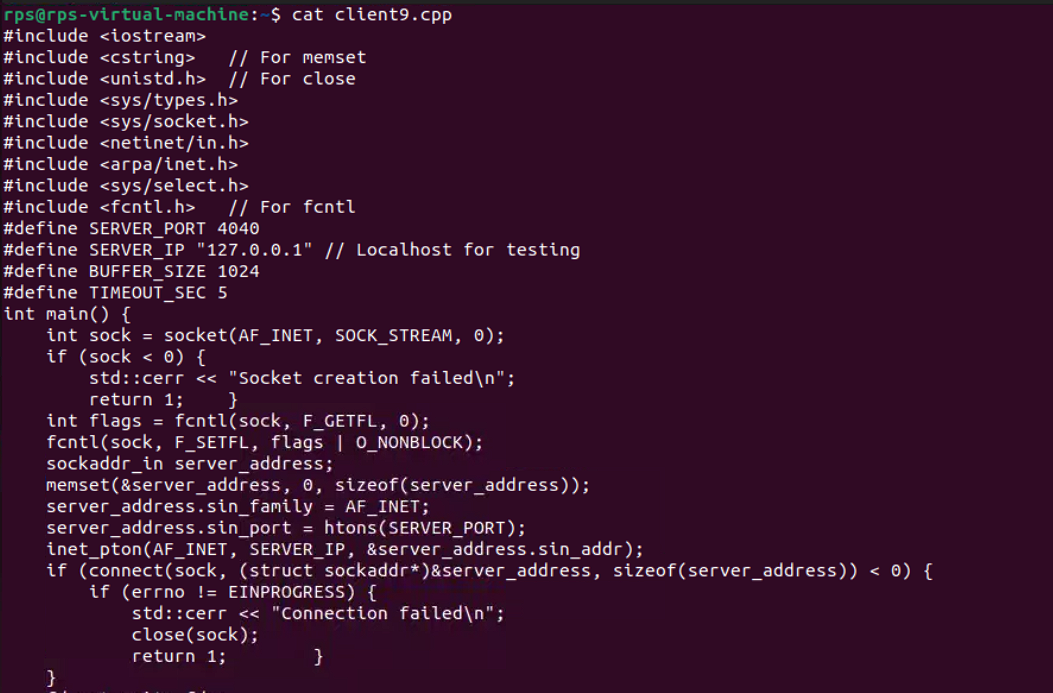 rps@rps-virtual-machine:~$ cat client9.cpp
#include <iostream>
#include <cstring>   // For memset
#include <unistd.h>  // For close
#include <sys/types.h>
#include <sys/socket.h>
#include <netinet/in.h>
#include <arpa/inet.h>
#include <sys/select.h>
#include <fcntl.h>   // For fcntl
#define SERVER_PORT 4040
#define SERVER_IP "127.0.0.1" // Localhost for testing
#define BUFFER_SIZE 1024
#define TIMEOUT_SEC 5
int main() {
    int sock = socket(AF_INET, SOCK_STREAM, 0);
    if (sock < 0) {
        std::cerr << "Socket creation failed\n";
        return 1;    }
    int flags = fcntl(sock, F_GETFL, 0);
    fcntl(sock, F_SETFL, flags | O_NONBLOCK);
    sockaddr_in server_address;
    memset(&server_address, 0, sizeof(server_address));
    server_address.sin_family = AF_INET;
    server_address.sin_port = htons(SERVER_PORT);
    inet_pton(AF_INET, SERVER_IP, &server_address.sin_addr);
    if (connect(sock, (struct sockaddr*)&server_address, sizeof(server_address)) < 0) {
        if (errno != EINPROGRESS) {
            std::cerr << "Connection failed\n";
            close(sock);
            return 1;        }
    }